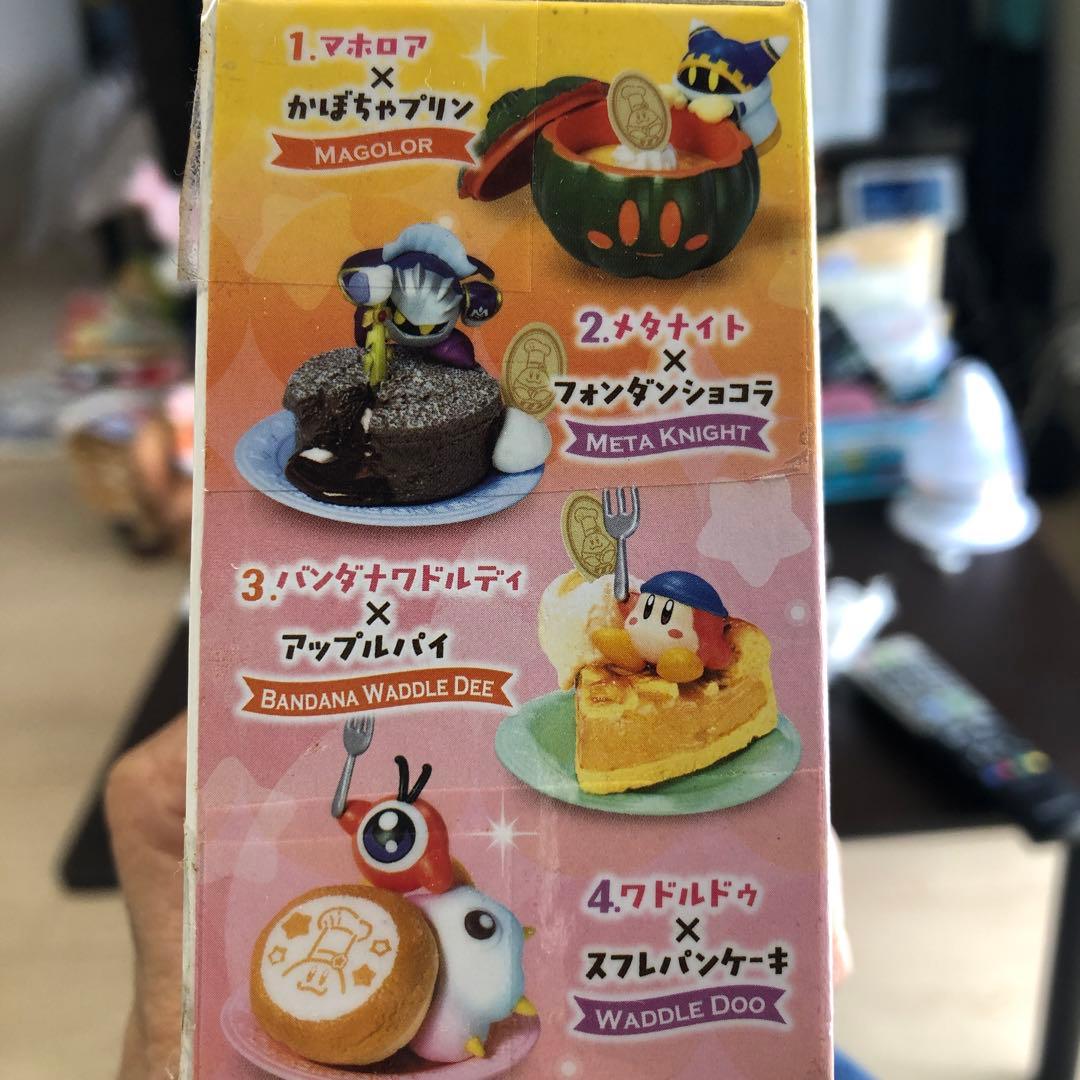 1.マホロア
×
かぼちゃプリン
MAGOLOR
2.メタナイト
×
フォンダンショコラ
META KNIGHT
3.バンダナワドルディ
×
アップルパイ
BANDANA WADDLE DEE
4.ワドルドゥ
×
スフレパンケーキ
WADDLE DOO